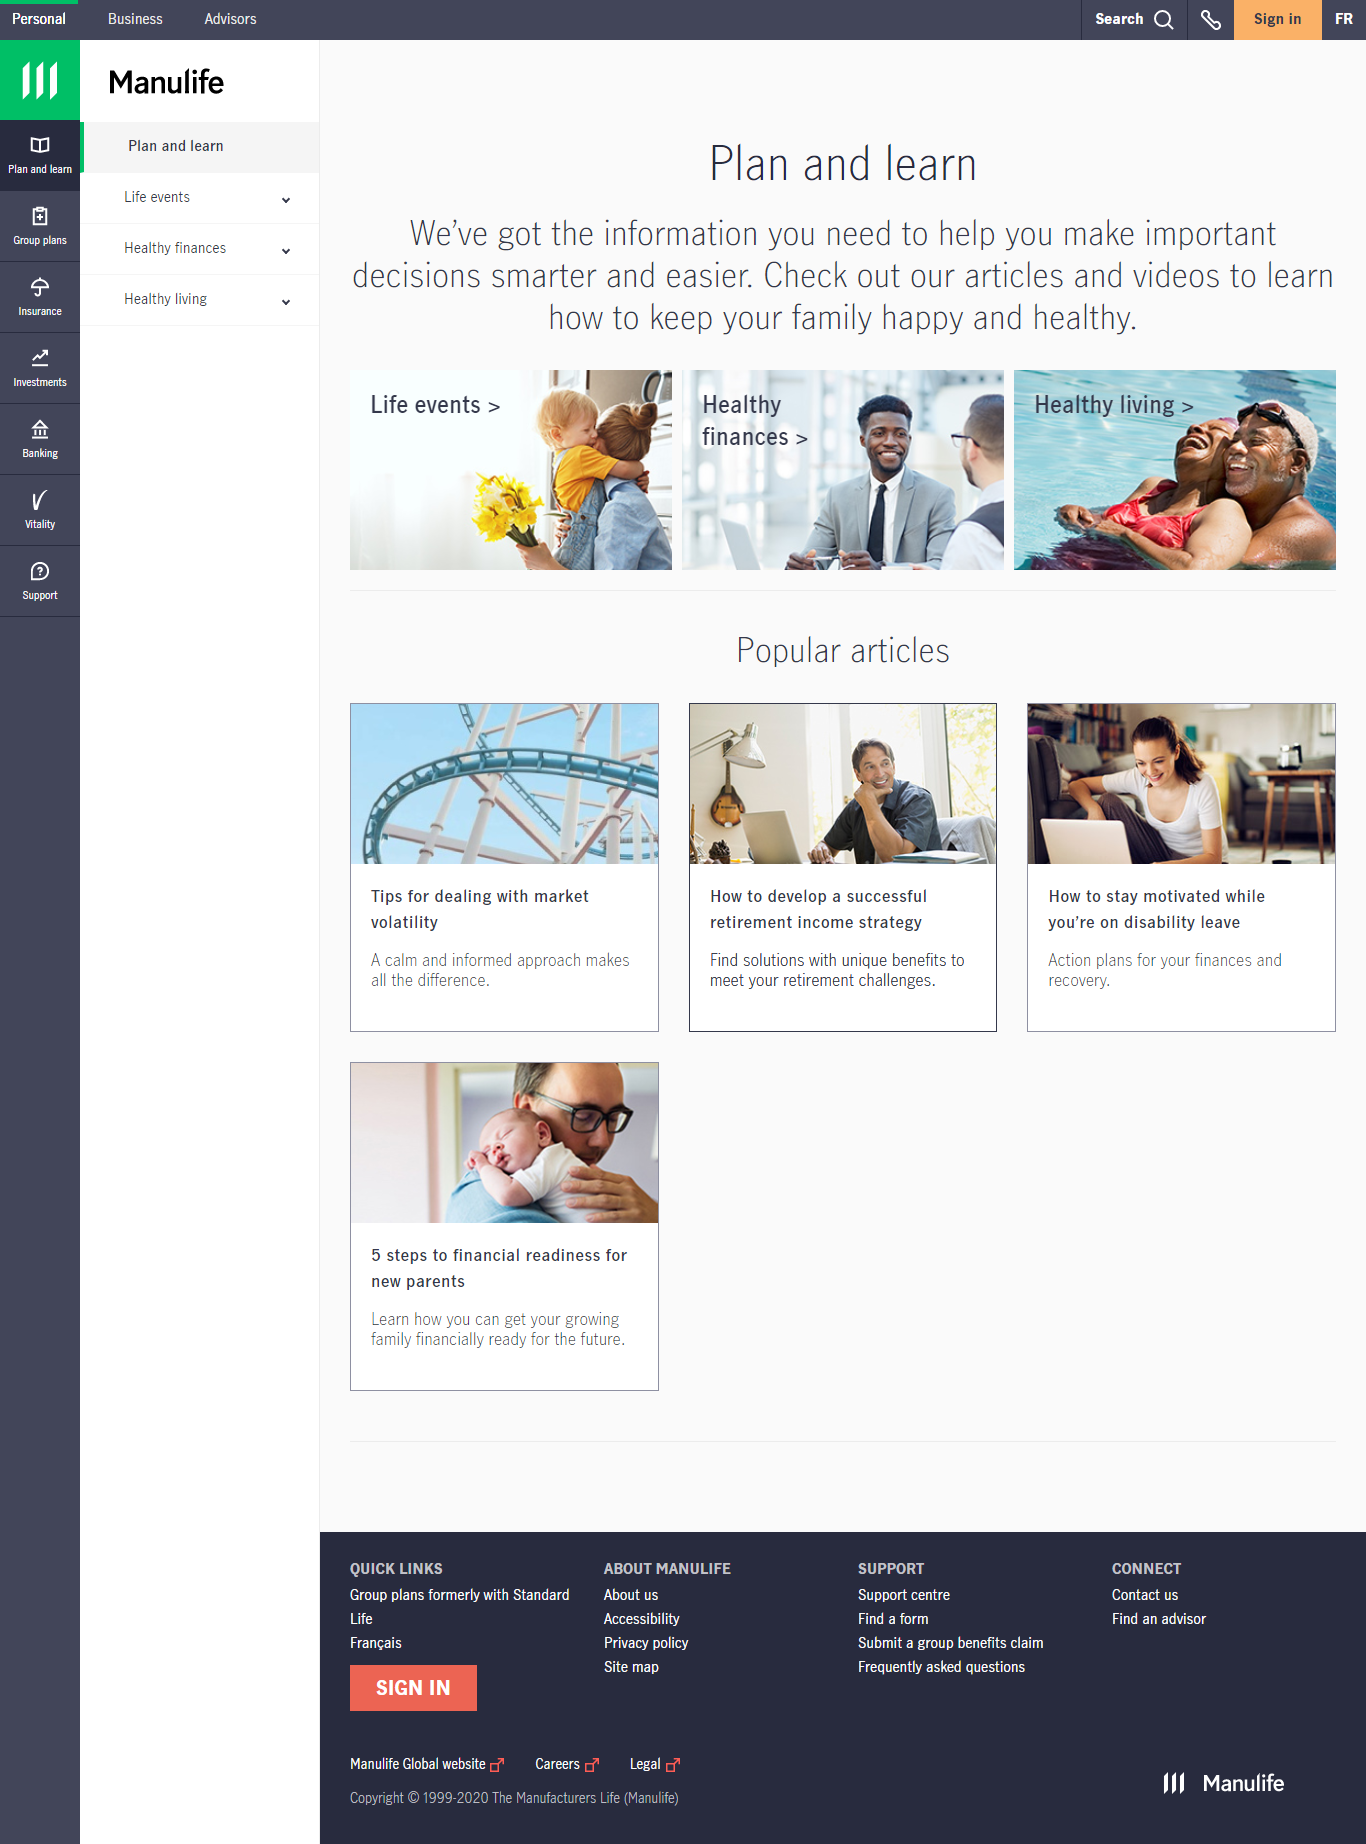 Personal
Business
Advisors
Search
Sign in
FR
Manulife
Plan and learn
Group plans
Insurance
Investments
Banking
Vitality
Support
Plan and learn
Life events
Healthy finances
Healthy living
Plan and learn
We’ve got the information you need to help you make important
decisions smarter and easier. Check out our articles and videos to learn
how to keep your family happy and healthy.
Life events >
Healthy
finances >
Healthy living >
Popular articles
Tips for dealing with market
volatility
A calm and informed approach makes
all the difference.
How to develop a successful
retirement income strategy
Find solutions with unique benefits to
meet your retirement challenges.
How to stay motivated while
you’re on disability leave
Action plans for your finances and
recovery.
5 steps to financial readiness for
new parents
Learn how you can get your growing
family financially ready for the future.
QUICK LINKS
Group plans formerly with Standard
Life
Français
SIGN IN
ABOUT MANULIFE
About us
Accessibility
Privacy policy
Site map
SUPPORT
Support centre
Find a form
Submit a group benefits claim
Frequently asked questions
CONNECT
Contact us
Find an advisor
Manulife Global website
Careers
Legal
Copyright © 1999-2020 The Manufacturers Life (Manulife)
Manulife